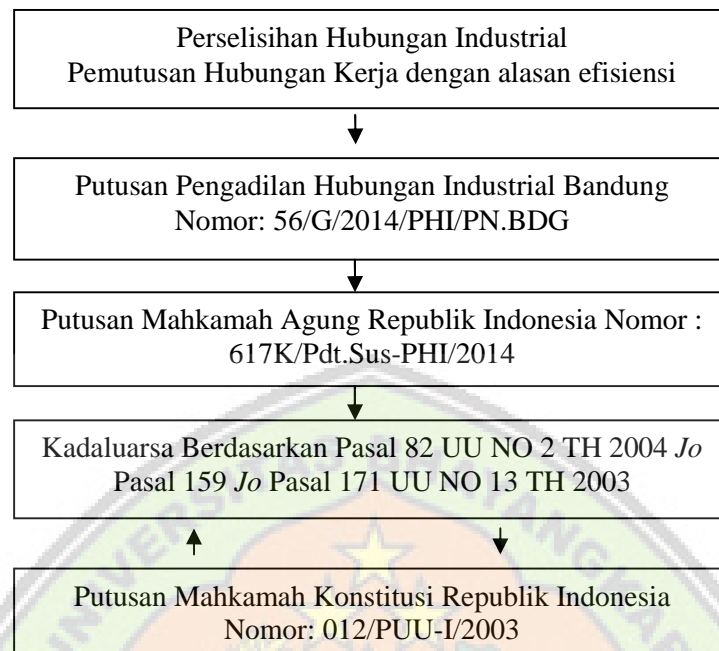 Perselisihan Hubungan Industrial
Pemutusan Hubungan Kerja dengan alasan efisiensi
Putusan Pengadilan Hubungan Industrial Bandung
Nomor: 56/G/2014/PHI/PN.BDG
Putusan Mahkamah Agung Republik Indonesia Nomor :
617K/Pdt.Sus-PHI/2014
Kadaluarsa Berdasarkan Pasal 82 UU NO 2 TH 2004 Jo
Pasal 159 Jo Pasal 171 UU NO 13 TH 2003
Putusan Mahkamah Konstitusi Republik Indonesia
Nomor: 012/PUU-I/2003